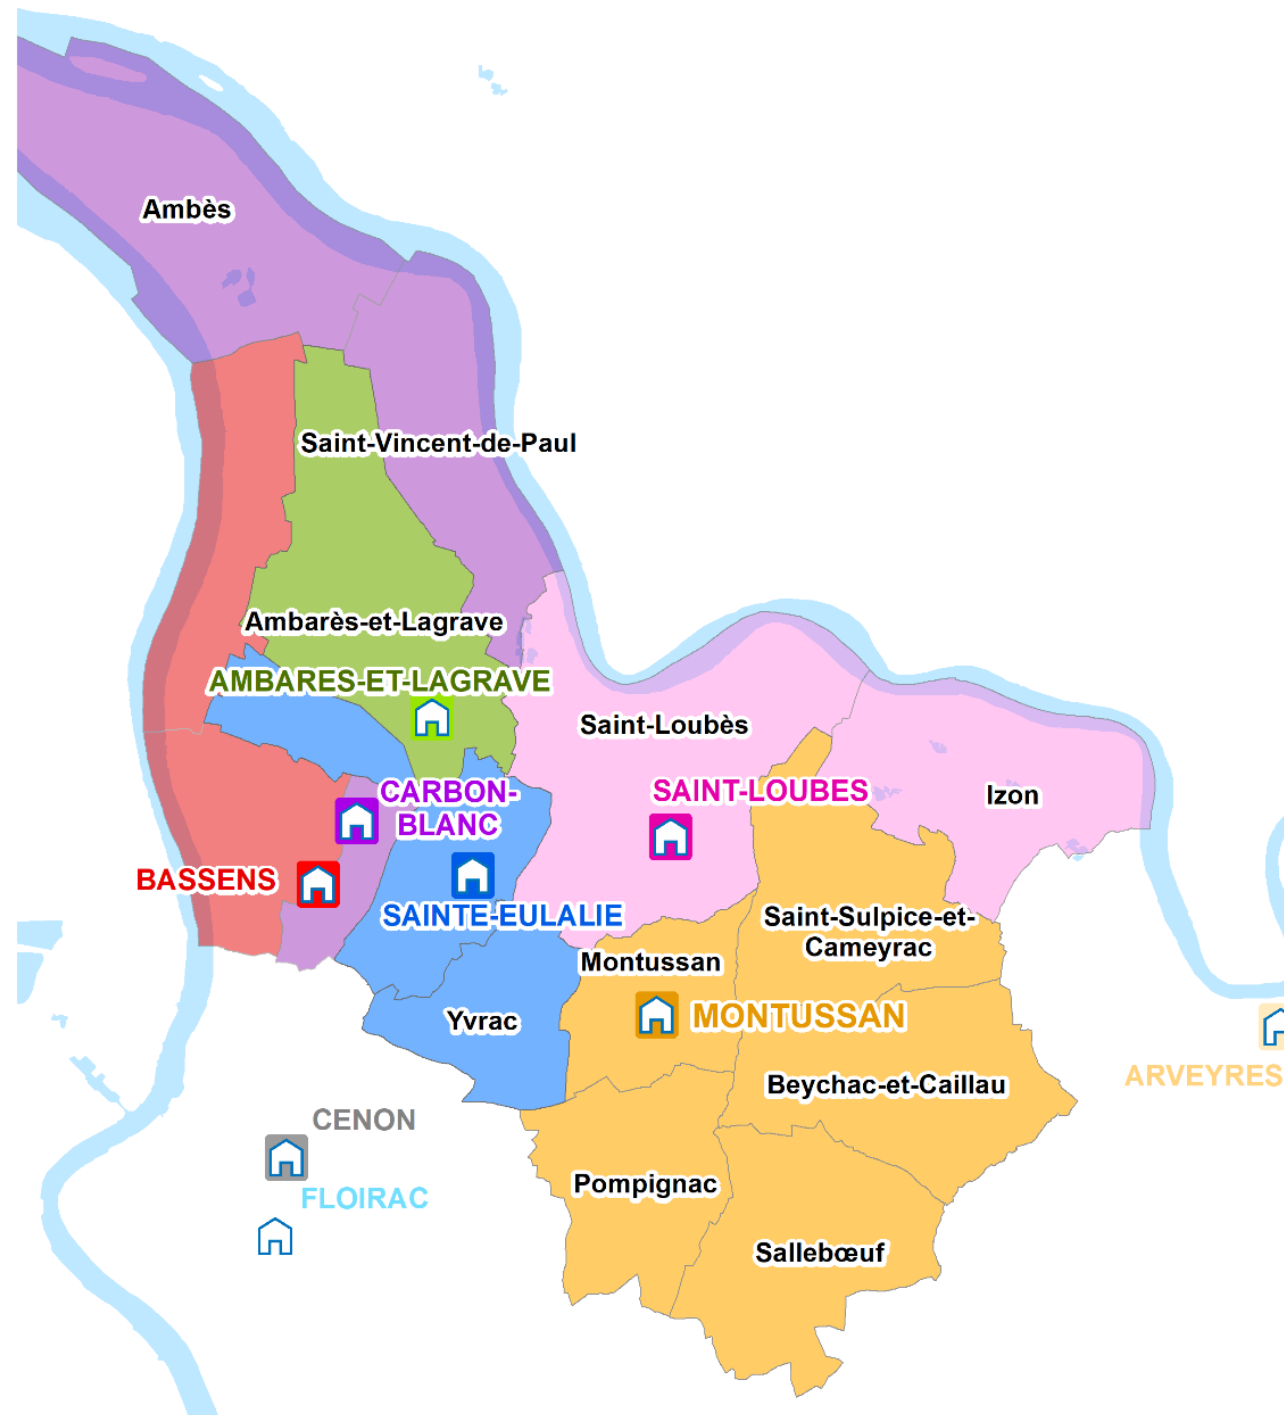 Ambès
Saint-Vincent-de-Paul
Ambarès-et-Lagrave
AMBARES-ET-LAGRAVE
Saint-Loubès
CARBON-
BLANC
SAINT-LOUBES
Izon
BASSENS
SAINTE-EULALIE
Saint-Sulpice-et-
Cameyrac
Montussan
MONTUSSAN
Yvrac
Beychac-et-Caillau
ARVEYRES
CENON
Pompignac
FLOIRAC
Sallebœuf